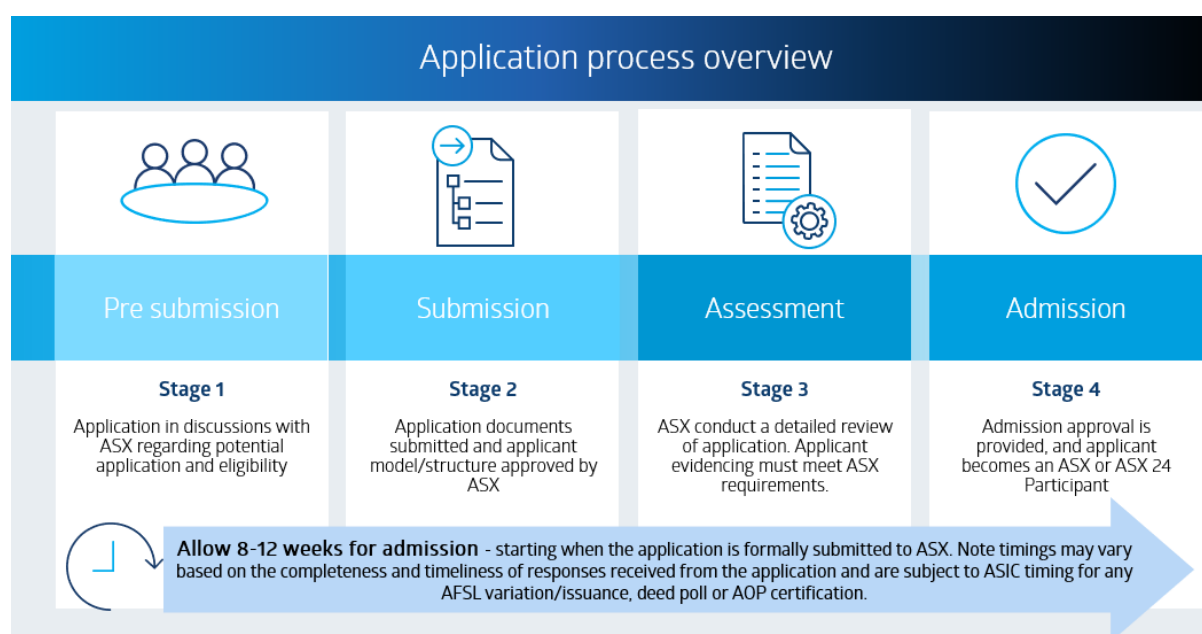 Application process overview
Pre submission
Submission
Assessment
Admission
Stage 1
Application in discussions with
ASX regarding potential
application and eligibility
Stage 2
Application documents
submitted and applicant
model/structure approved by
ASX
Stage 3
ASX conduct a detailed review
of application. Applicant
evidencing must meet ASX
requirements.
Stage 4
Admission approval is
provided, and applicant
becomes an ASX or ASX 24
Participant
Allow 8-12 weeks for admission - starting when the application is formally submitted to ASX. Note timings may vary
based on the completeness and timeliness of responses received from the application and are subject to ASIC timing for any
AFSL variation/issuance, deed poll or AOP certification.